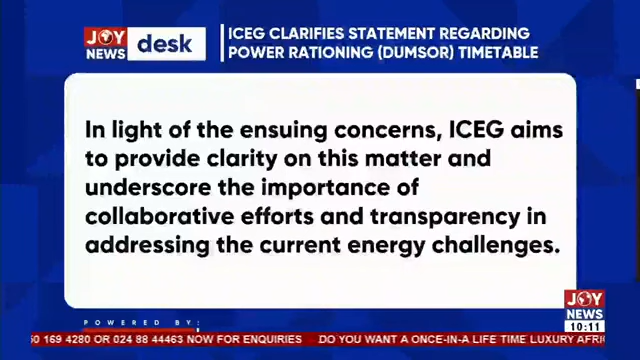 JOY
NEWS
desk
ICEG CLARIFIES STATEMENT REGARDING
POWER RATIONING (DUMSOR) TIMETABLE
In light of the ensuing concerns, ICEG aims
to provide clarity on this matter and
underscore the importance of
collaborative efforts and transparency in
addressing the current energy challenges.
POWERED BY:
JOY
NEWS
10:11
169 4280 OR 024 88 44463 NOW FOR ENQUIRIES - DO YOU WANT A ONCE-IN-A LIFE TIME LUXURY